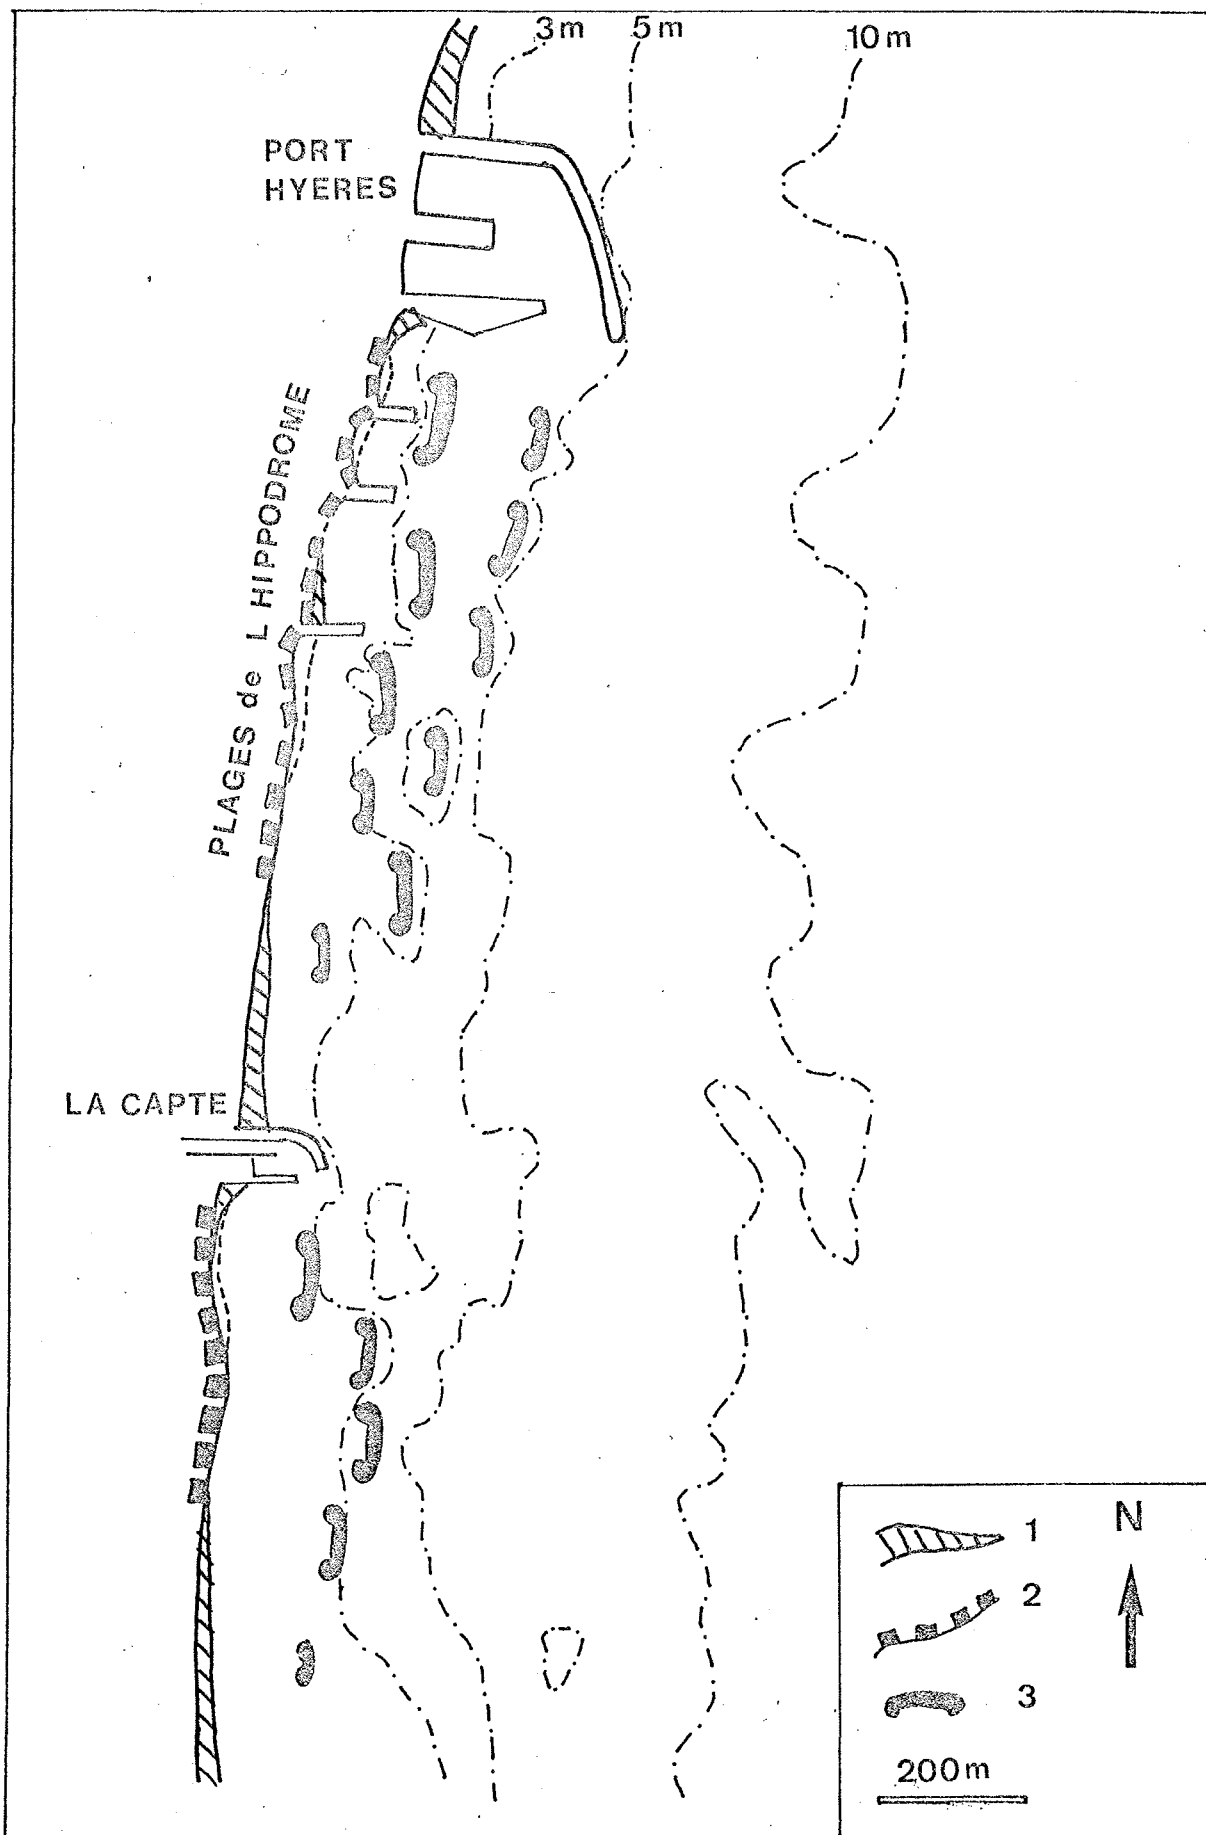 3m 5m 10m
PORT
HYERES
PLAGES de L HIPPODROME
LA CAPTE
1
N
2
3
200m